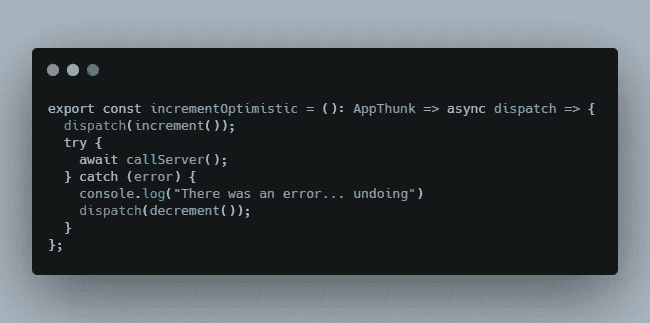 export const incrementOptimistic = (): AppThunk => async dispatch => {
  dispatch(increment());
  try {
    await callServer();
  } catch (error) {
    console.log("There was an error... undoing")
    dispatch(decrement());
  }
};